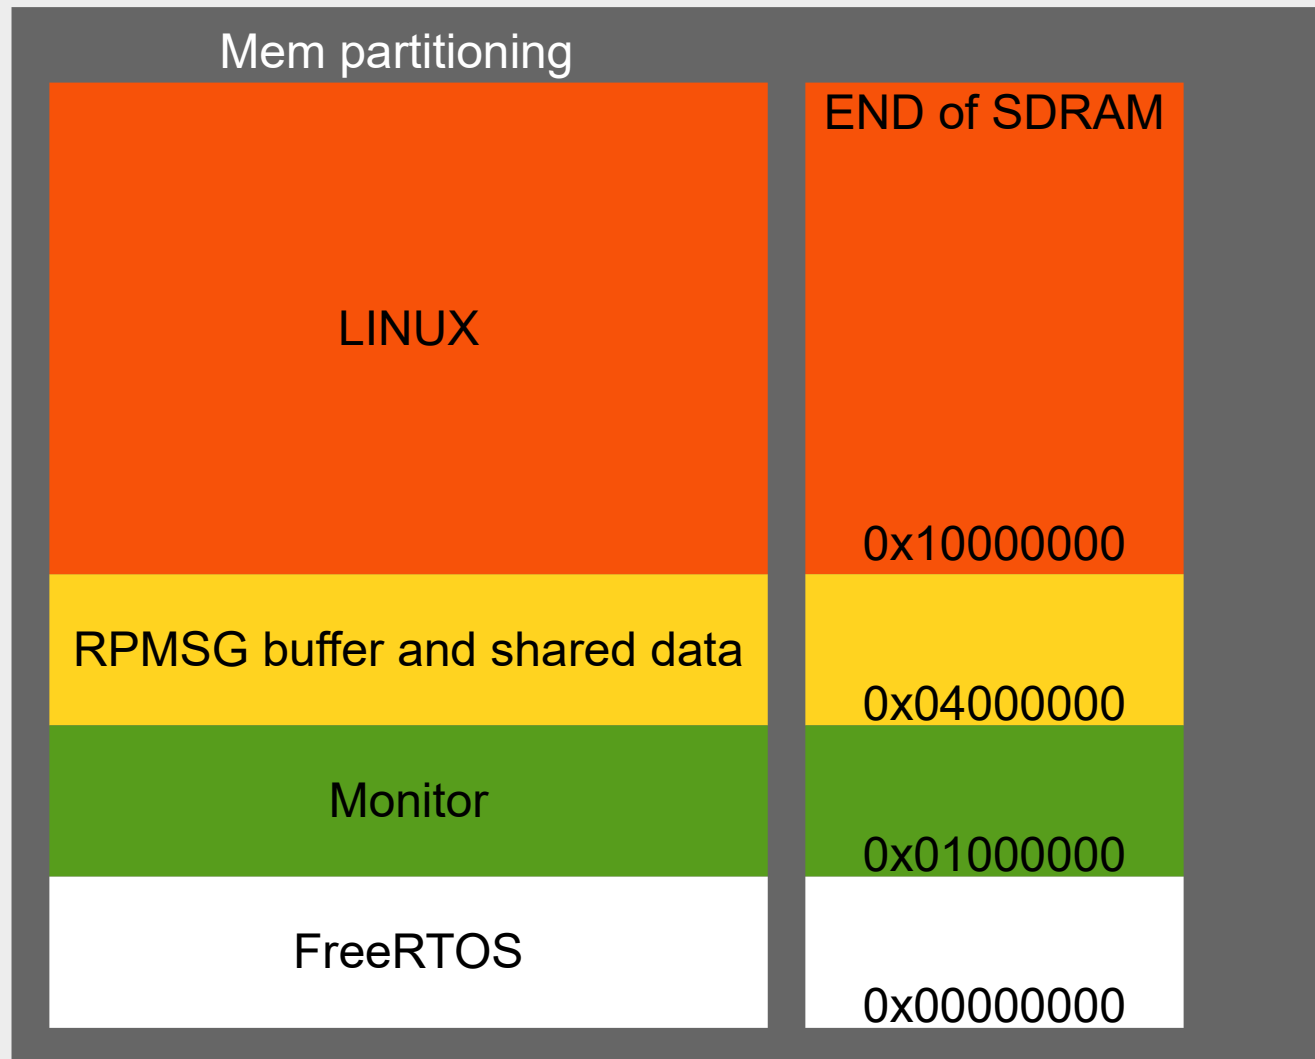 Mem partitioning
END of SDRAM
LINUX
0x10000000
RPMSG buffer and shared data
0x04000000
Monitor
0x01000000
FreeRTOS
0x00000000